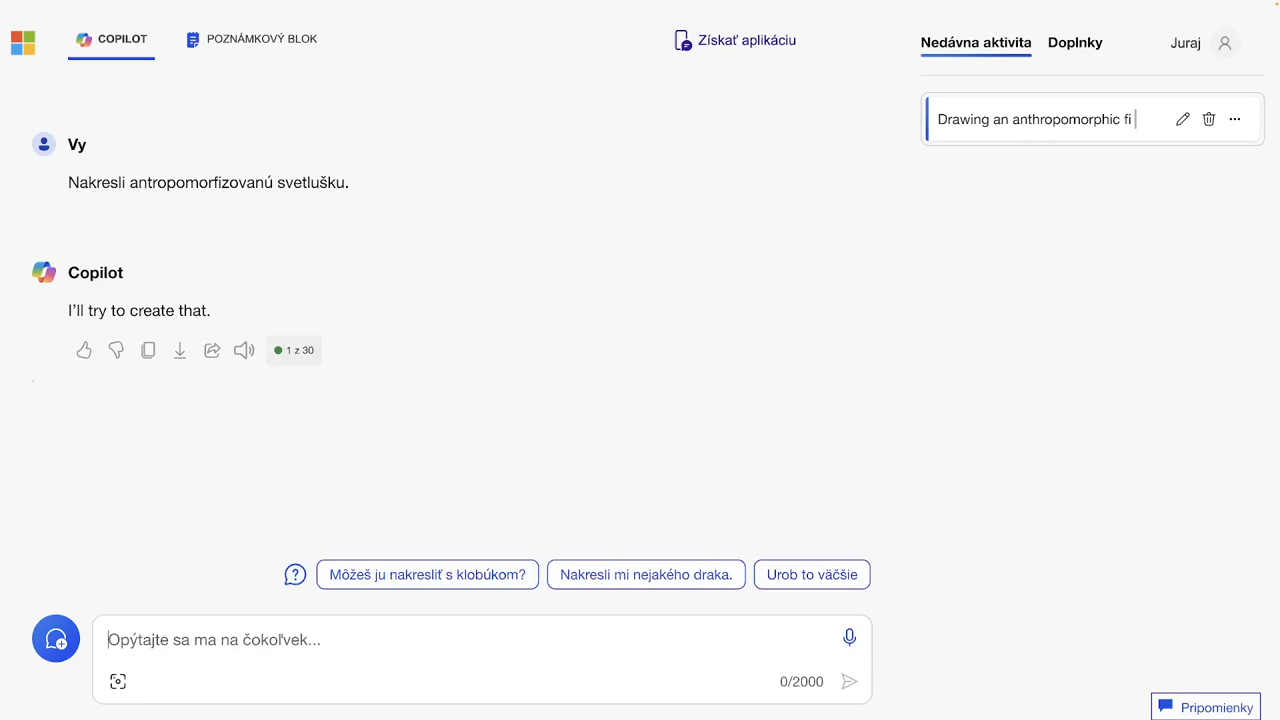 COPILOT
POZNÁMKOVÝ BLOK
Získať aplikáciu
Nedávna aktivita
Doplnky
Juraj
Drawing an anthropomorphic fi
Vy
Nakresli antropomorfizovanú svetlušku.
Copilot
I'll try to create that.
1 z 30
Môžeš ju nakresliť s klobúkom?
Nakresli mi nejakého draka.
Urob to väčšie
Opýtajte sa ma na čokoľvek...
0/2000
Pripomienky